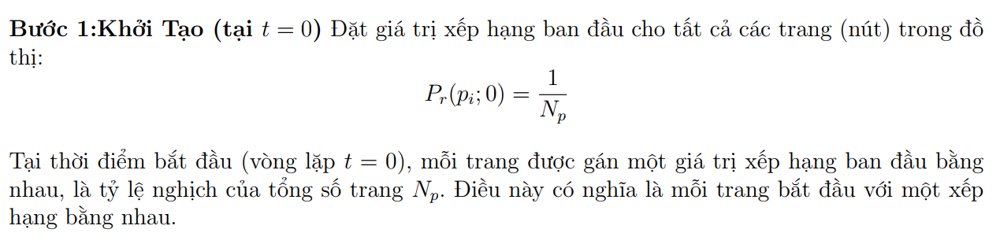 Bước 1:Khởi Tạo (tại t = 0) Đặt giá trị xếp hạng ban đầu cho tất cả các trang (nút) trong đồ
thị:
P_r(p_i; 0) = \frac{1}{N_p}
Tại thời điểm bắt đầu (vòng lặp t = 0), mỗi trang được gán một giá trị xếp hạng ban đầu bằng
nhau, là tỷ lệ nghịch của tổng số trang N_p. Điều này có nghĩa là mỗi trang bắt đầu với một xếp
hạng bằng nhau.